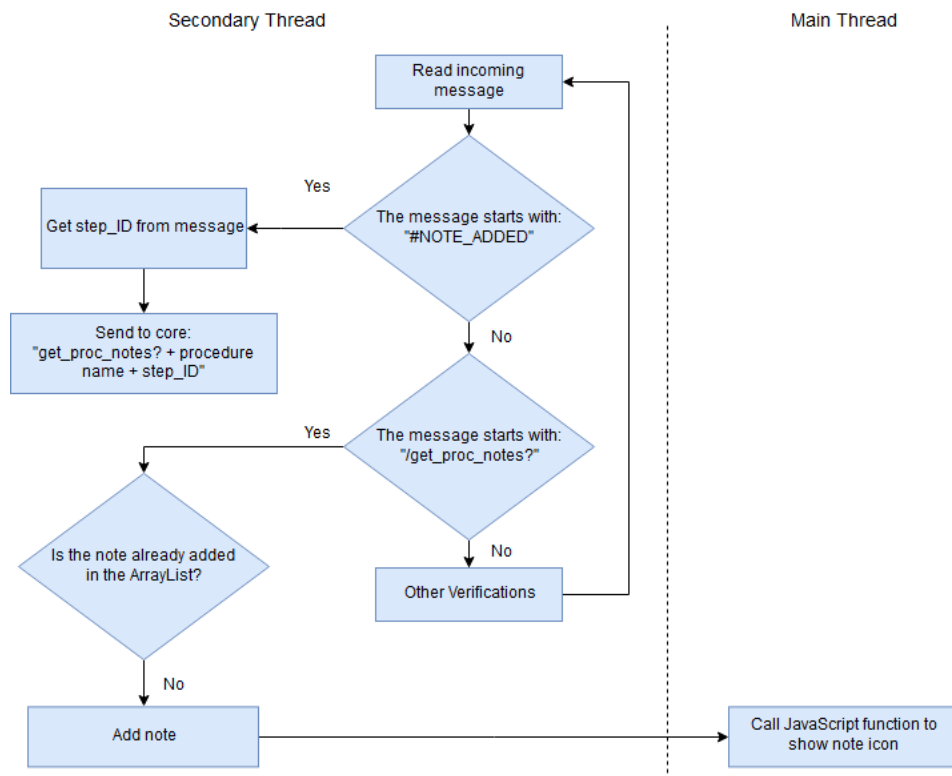 Secondary Thread
Main Thread
Read incoming
message
Yes
The message starts with:
"#NOTE_ADDED"
Get step_ID from message
Send to core:
"get_proc_notes? + procedure
name + step_ID"
No
Yes
The message starts with:
"/get_proc_notes?"
Is the note already added
in the ArrayList?
No
Other Verifications
No
Add note
Call JavaScript function to
show note icon